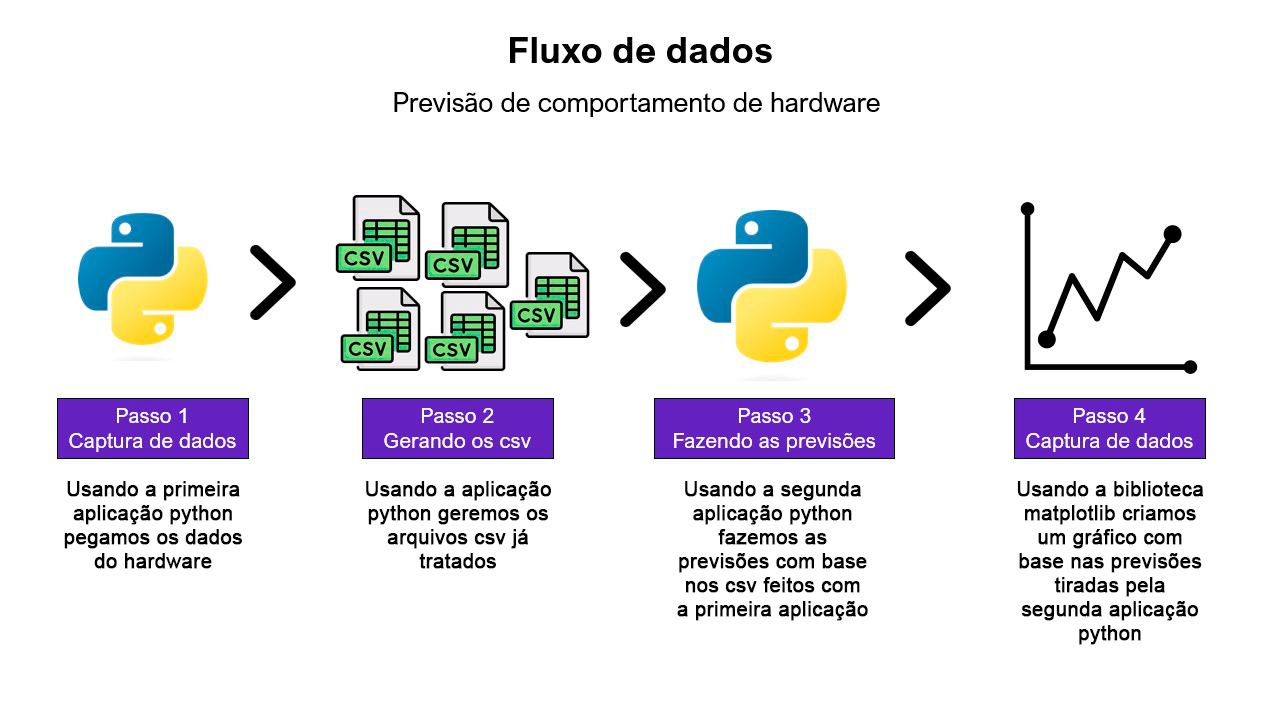 Fluxo de dados
Previsão de comportamento de hardware
CSV
CSV
CSV
CSV
CSV
Passo 1
Captura de dados
Usando a primeira
aplicação python
pegamos os dados
do hardware
Passo 2
Gerando os csv
Usando a aplicação
python geremos os
arquivos csv já
tratados
Passo 3
Fazendo as previsões
Usando a segunda
aplicação python
fazemos as
previsões com base
nos csv feitos com
a primeira aplicação
Passo 4
Captura de dados
Usando a biblioteca
matplotlib criamos
um gráfico com
base nas previsões
tiradas pela
segunda aplicação
python